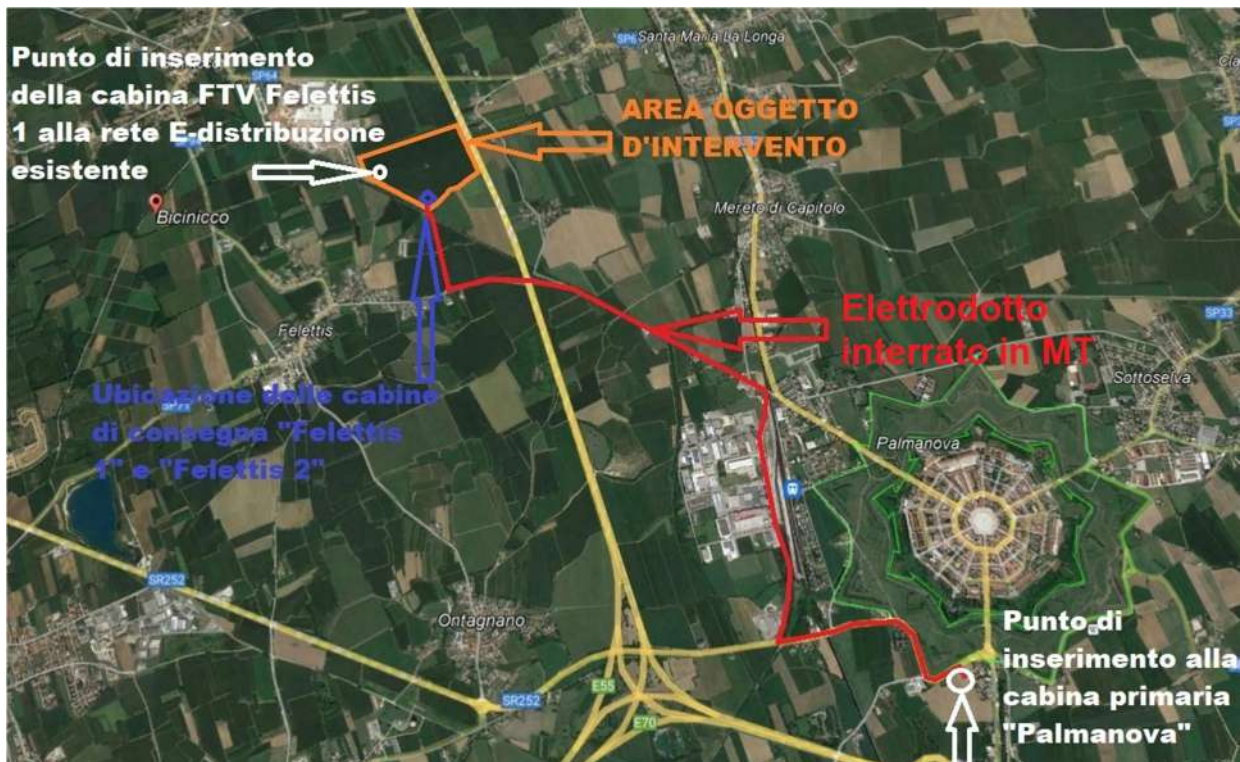 Santa Maria La Longa
Punto di inserimento
della cabina FTV Felettis
1 alla rete E-distribuzione
esistente
SP64
AREA OGGETTO
D'INTERVENTO
Bicinicco
Mereto di Capitolo
Felettis
Elettrodotto
interrato in MT
SP33
Sottoselva
Ubicazione delle cabine
di consegna "Felettis
1" e "Felettis 2"
Palmanova
SR252
Ontagnano
SR252
E55
E70
Punto di
inserimento alla
cabina primaria
"Palmanova"